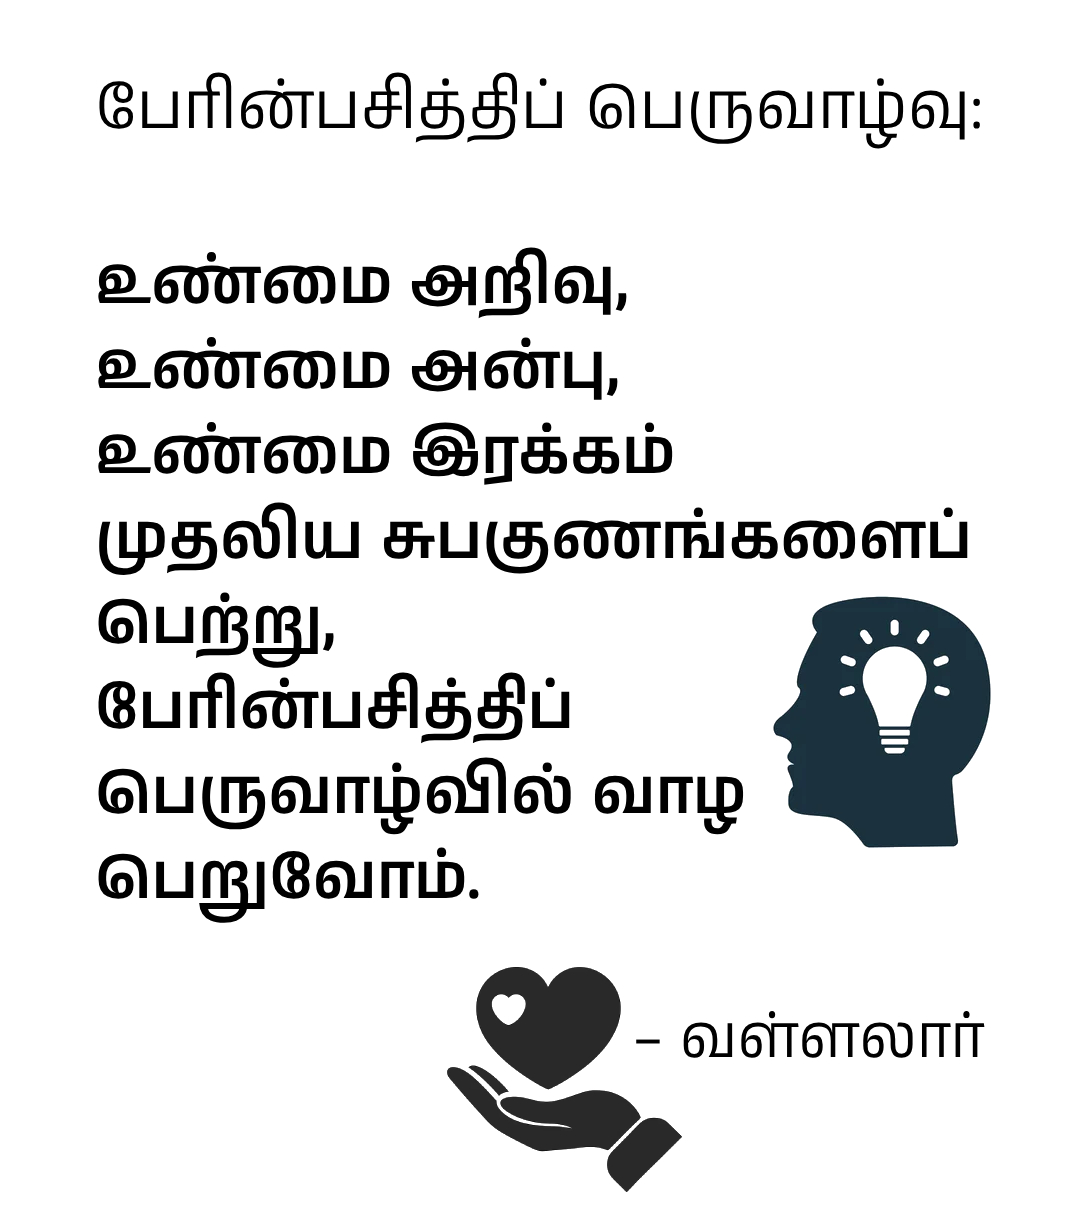 பேரின்பசித்திப் பெருவாழ்வு:
உண்மை அறிவு,
உண்மை அன்பு,
உண்மை இரக்கம்
முதலிய சுபகுணங்களைப்
பெற்று,
பேரின்பசித்திப்
பெருவாழ்வில் வாழ
பெறுவோம்.
– வள்ளலார்